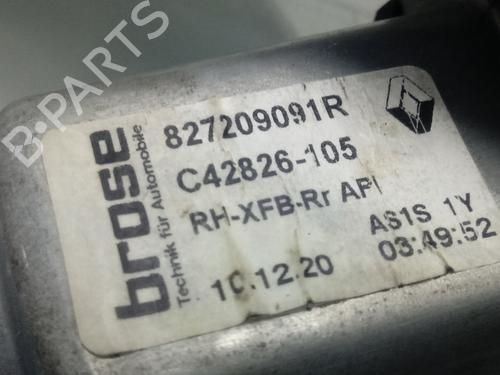 B-PARTS
brose
Technik für Automobile
827209091R
C42826-105
RH-XFB-Rr API
AS1S 1Y
10.12.20
03:49:52